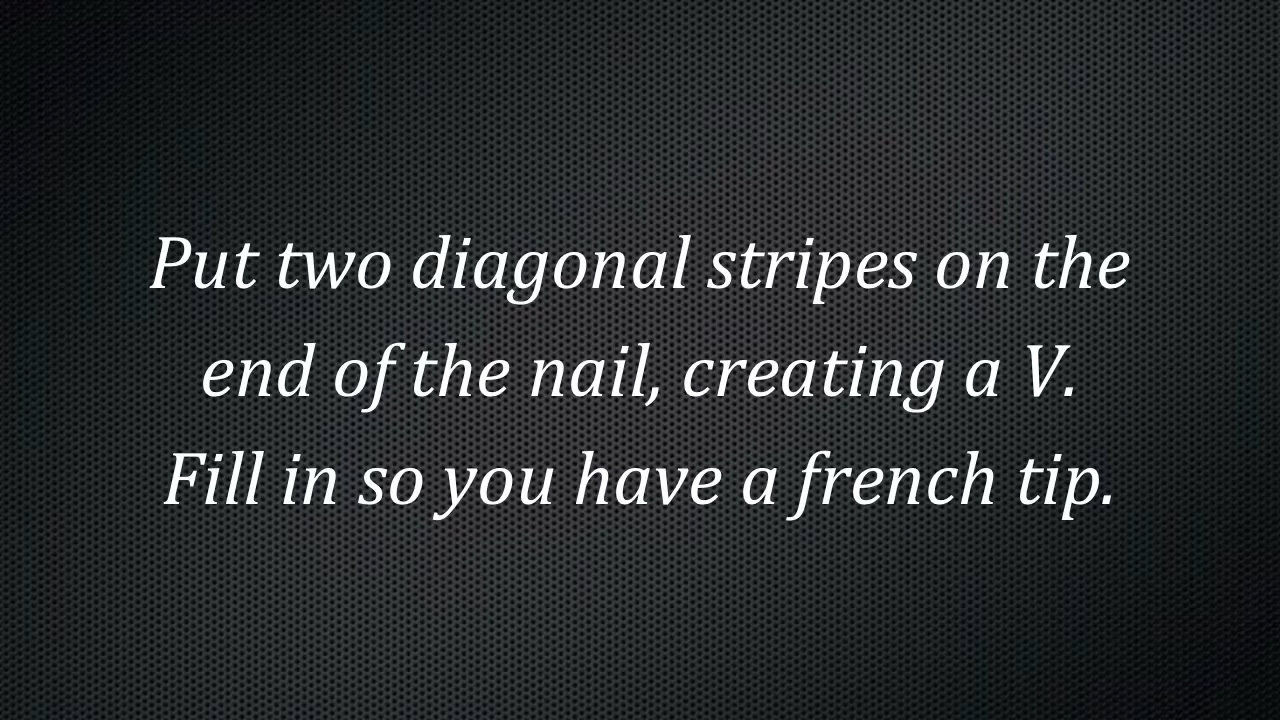 Put two diagonal stripes on the
end of the nail, creating a V.
Fill in so you have a french tip.